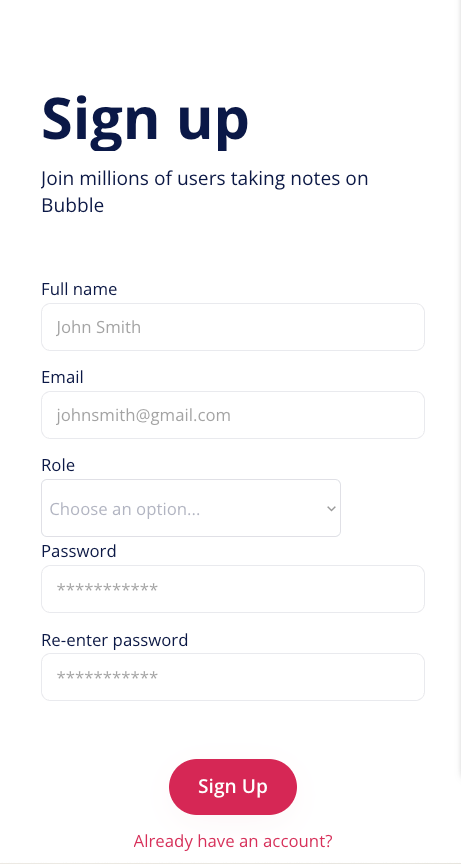 Sign up
Join millions of users taking notes on
Bubble
Full name
John Smith
Email
johnsmith@gmail.com
Role
Choose an option...
Password
***********
Re-enter password
***********
Sign Up
Already have an account?